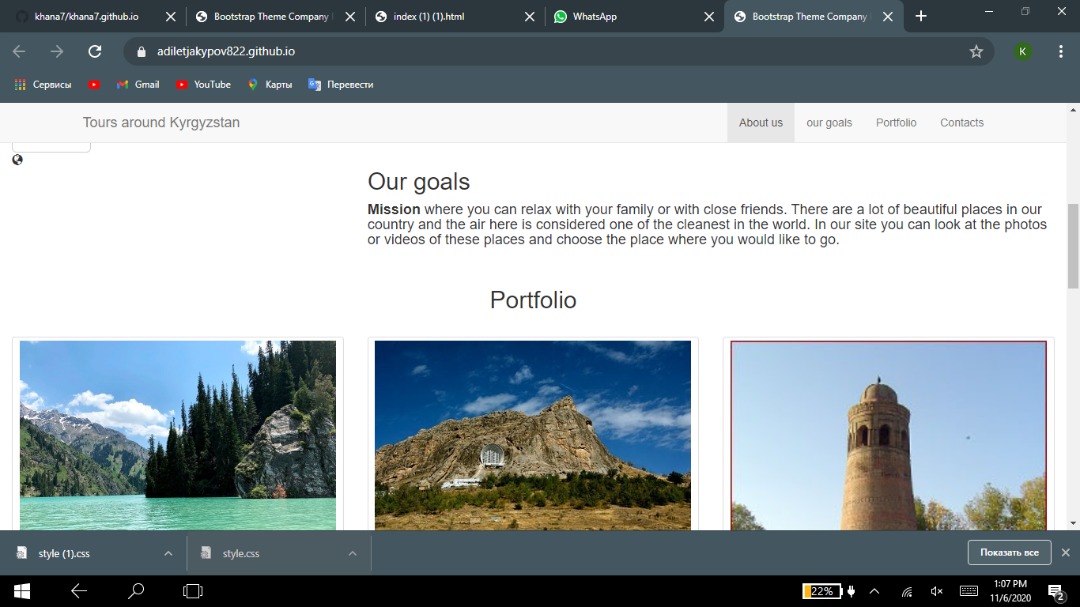 khana7/khana7.github.io
Bootstrap Theme Company
index (1) (1).html
WhatsApp
Bootstrap Theme Company
adiletjakypov822.github.io
K
Сервисы
Gmail
YouTube
Карты
Перевести
Tours around Kyrgyzstan
About us
our goals
Portfolio
Contacts
Our goals
Mission where you can relax with your family or with close friends. There are a lot of beautiful places in our
country and the air here is considered one of the cleanest in the world. In our site you can look at the photos
or videos of these places and choose the place where you would like to go.
Portfolio
style (1).css
style.css
Показать все
22%
1:07 PM
11/6/2020
2